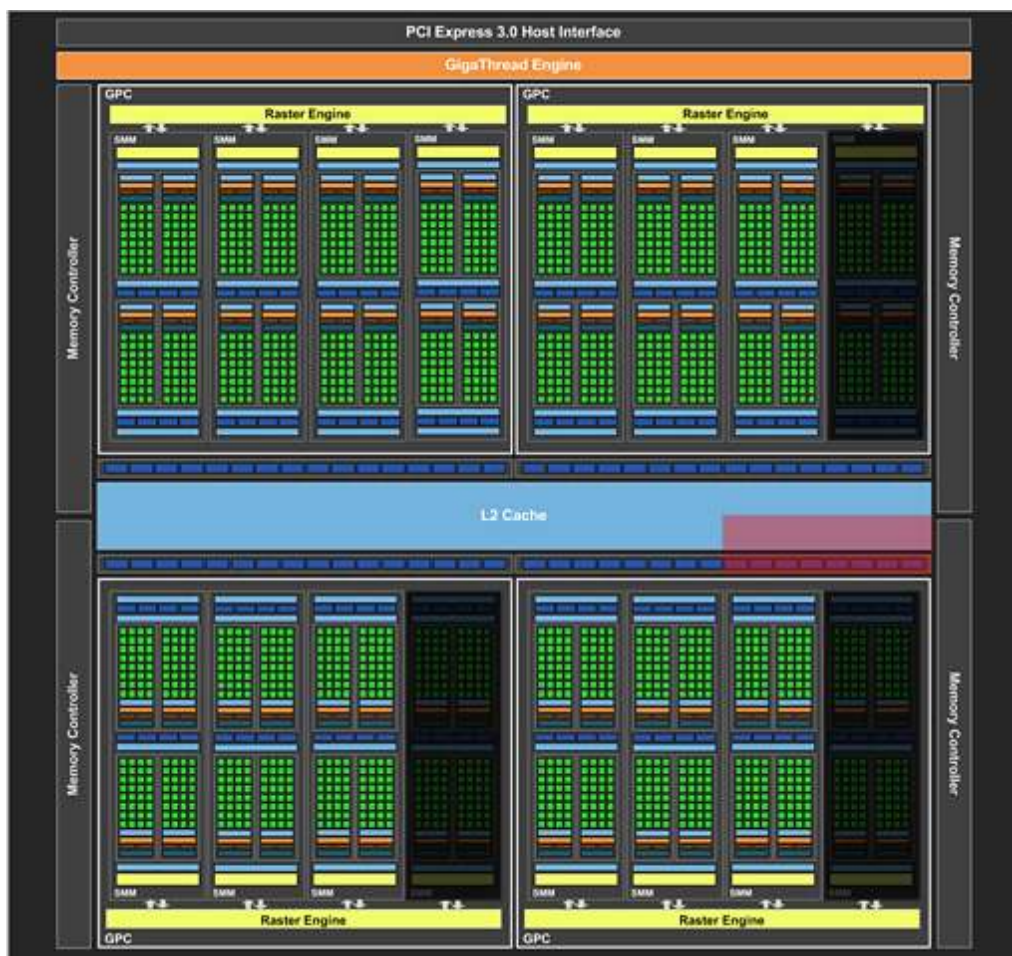 PCI Express 3.0 Host Interface
GigaThread Engine
GPC
GPC
Raster Engine
Raster Engine
SMM
SMM
SMM
SMM
SMM
SMM
SMM
Memory Controller
Memory Controller
L2 Cache
Memory Controller
Memory Controller
SMM
SMM
SMM
SMM
SMM
SMM
Raster Engine
Raster Engine
GPC
GPC